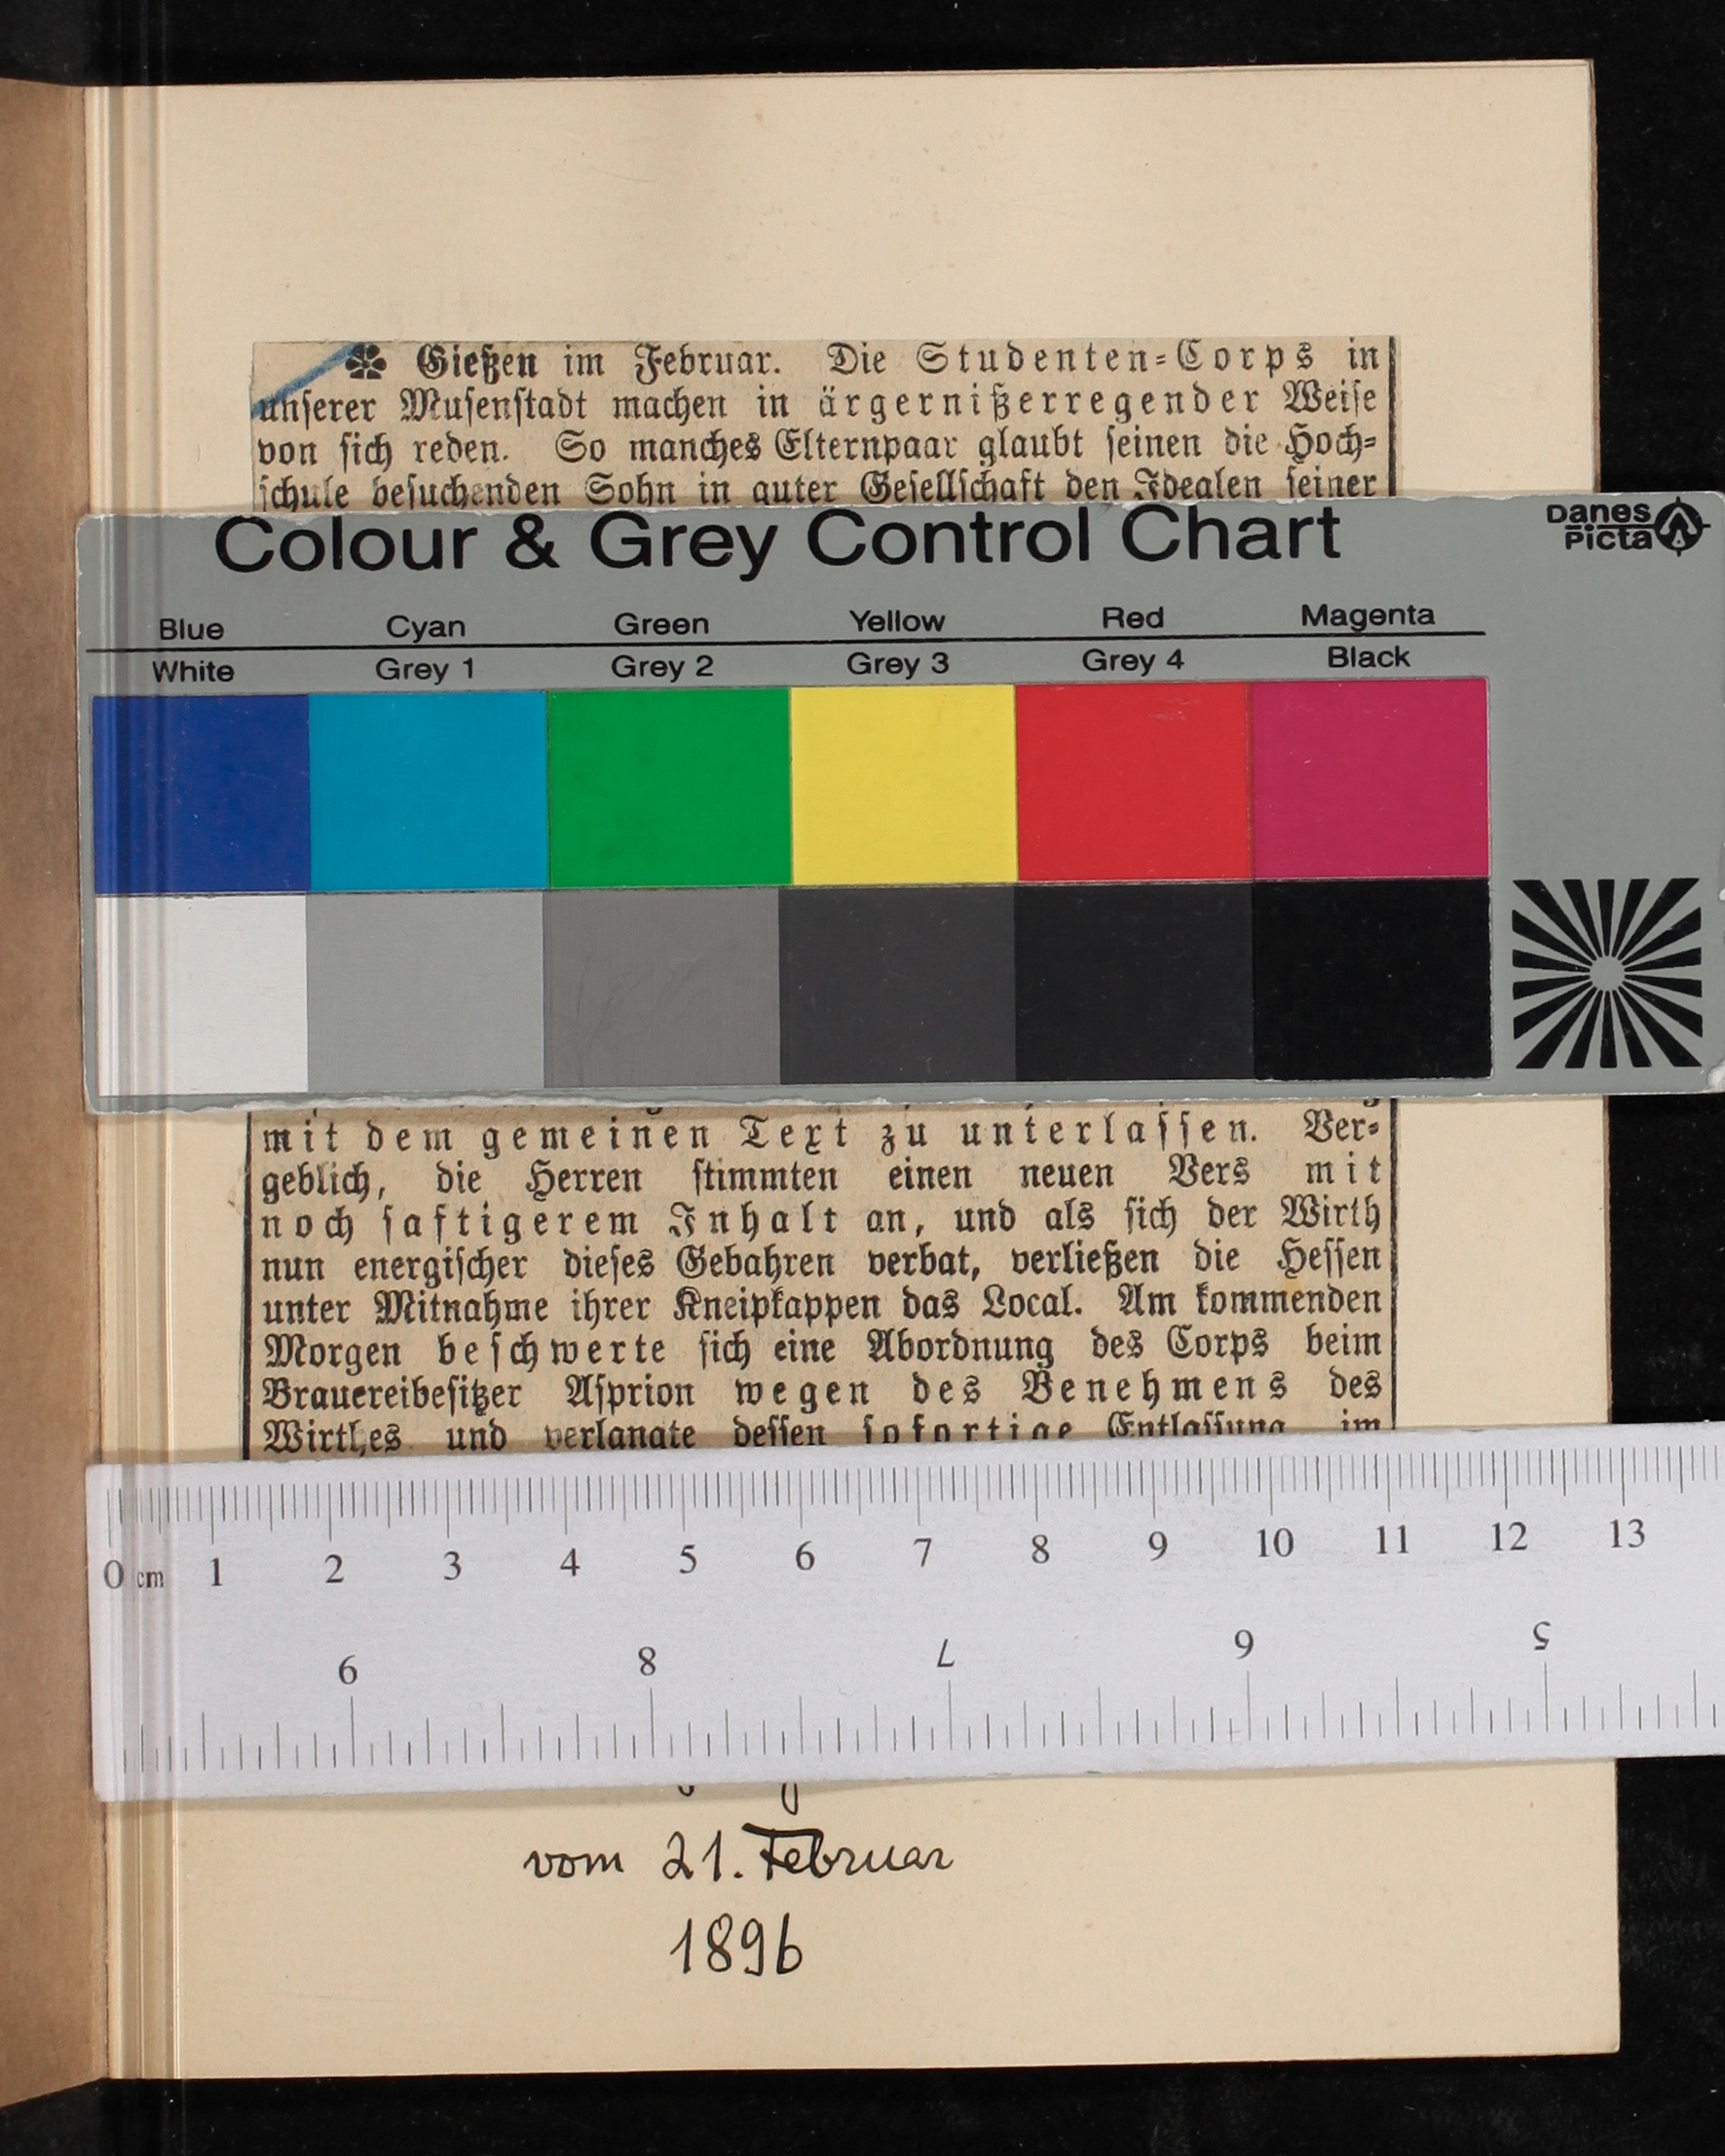 ✽ Gießen im Februar. Die Studenten-Corps in
unserer Musenstadt machen in ärgernißerregender Weise
von sich reden. So manches Elternpaar glaubt seinen die Hoch-
schule besuchenden Sohn in guter Gesellschaft den Idealen seiner
Colour & Grey Control Chart
Danes
Picta
Blue Cyan Green Yellow Red Magenta
White Grey 1 Grey 2 Grey 3 Grey 4 Black
mit dem gemeinen Text zu unterlassen. Ver-
geblich, die Herren stimmten einen neuen Vers mit
noch saftigerem Inhalt an, und als sich der Wirth
nun energischer dieses Gebahren verbat, verließen die Hessen
unter Mitnahme ihrer Kneipkappen das Local. Am kommenden
Morgen beschwerte sich eine Abordnung des Corps beim
Brauereibesitzer Asprion wegen des Benehmens des
Wirthes und verlangte dessen sofortige Entlassung im
0 cm 1 2 3 4 5 6 7 8 9 10 11 12 13
9 8 7 6 5
vom 21. Februar
1896